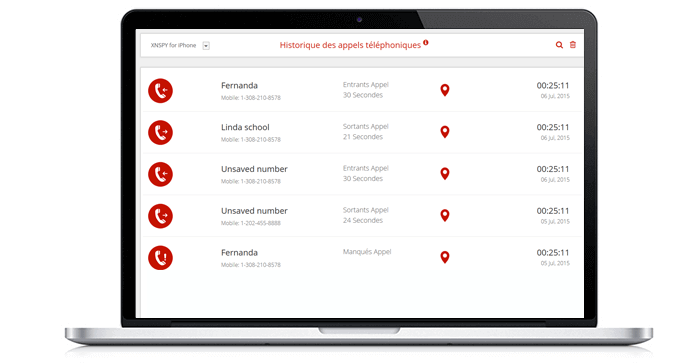 XNSPY for iPhone
Historique des appels téléphoniques
Fernanda
Mobile: 1-308-210-8578
Entrants Appel
30 Secondes
00:25:11
06 Jul, 2015
Linda school
Mobile: 1-308-210-8578
Sortants Appel
21 Secondes
00:25:11
06 Jul, 2015
Unsaved number
Mobile: 1-308-210-8578
Entrants Appel
30 Secondes
00:25:11
06 Jul, 2015
Unsaved number
Mobile: 1-202-455-8888
Sortants Appel
24 Secondes
00:25:11
05 Jul, 2015
Fernanda
Mobile: 1-308-210-8578
Manqués Appel
00:25:11
05 Jul, 2015